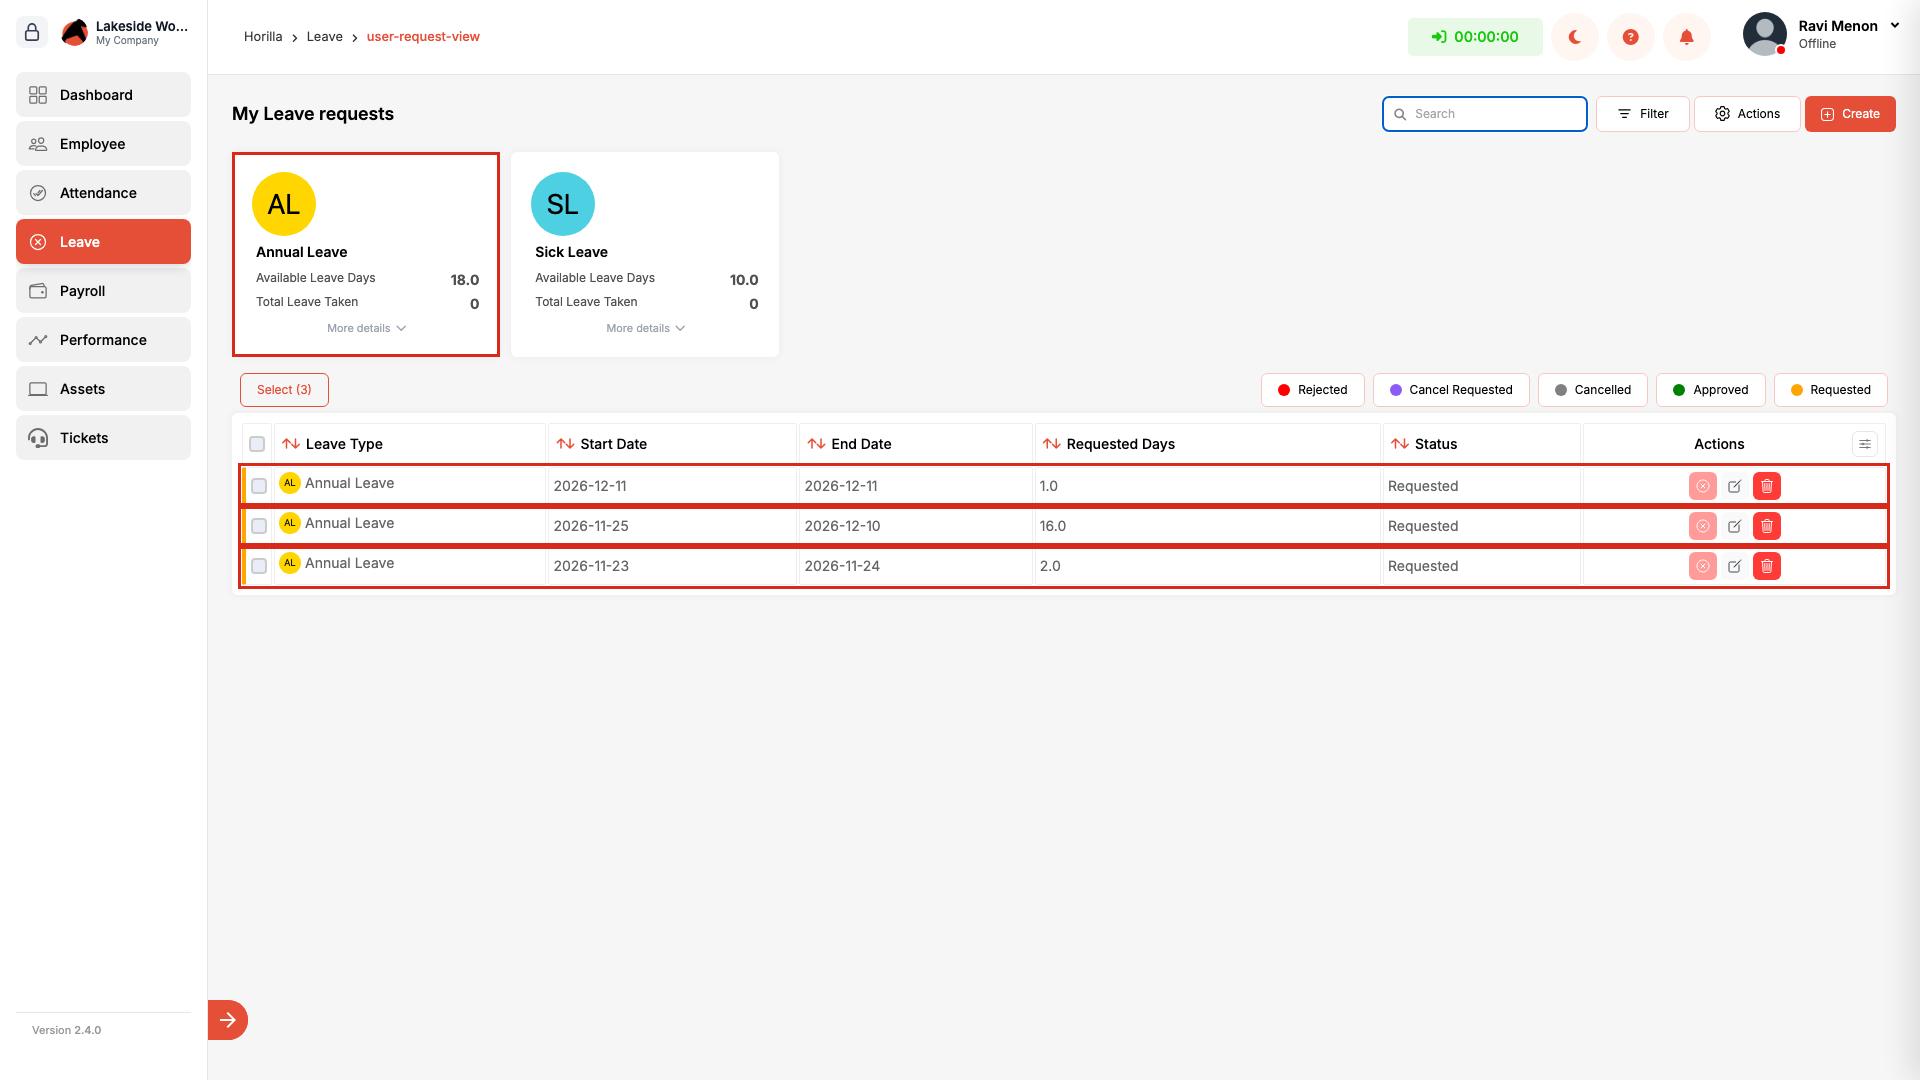 Lakeside Wo...
My Company
Dashboard
Employee
Attendance
Leave
Payroll
Performance
Assets
Tickets
Version 2.4.0
Horilla > Leave > user-request-view
00:00:00
?
Ravi Menon
Offline
My Leave requests
Search
Filter
Actions
Create
AL
Annual Leave
Available Leave Days 18.0
Total Leave Taken 0
More details
SL
Sick Leave
Available Leave Days 10.0
Total Leave Taken 0
More details
Select (3)
Rejected
Cancel Requested
Cancelled
Approved
Requested
Leave Type Start Date End Date Requested Days Status Actions
AL Annual Leave 2026-12-11 2026-12-11 1.0 Requested
AL Annual Leave 2026-11-25 2026-12-10 16.0 Requested
AL Annual Leave 2026-11-23 2026-11-24 2.0 Requested